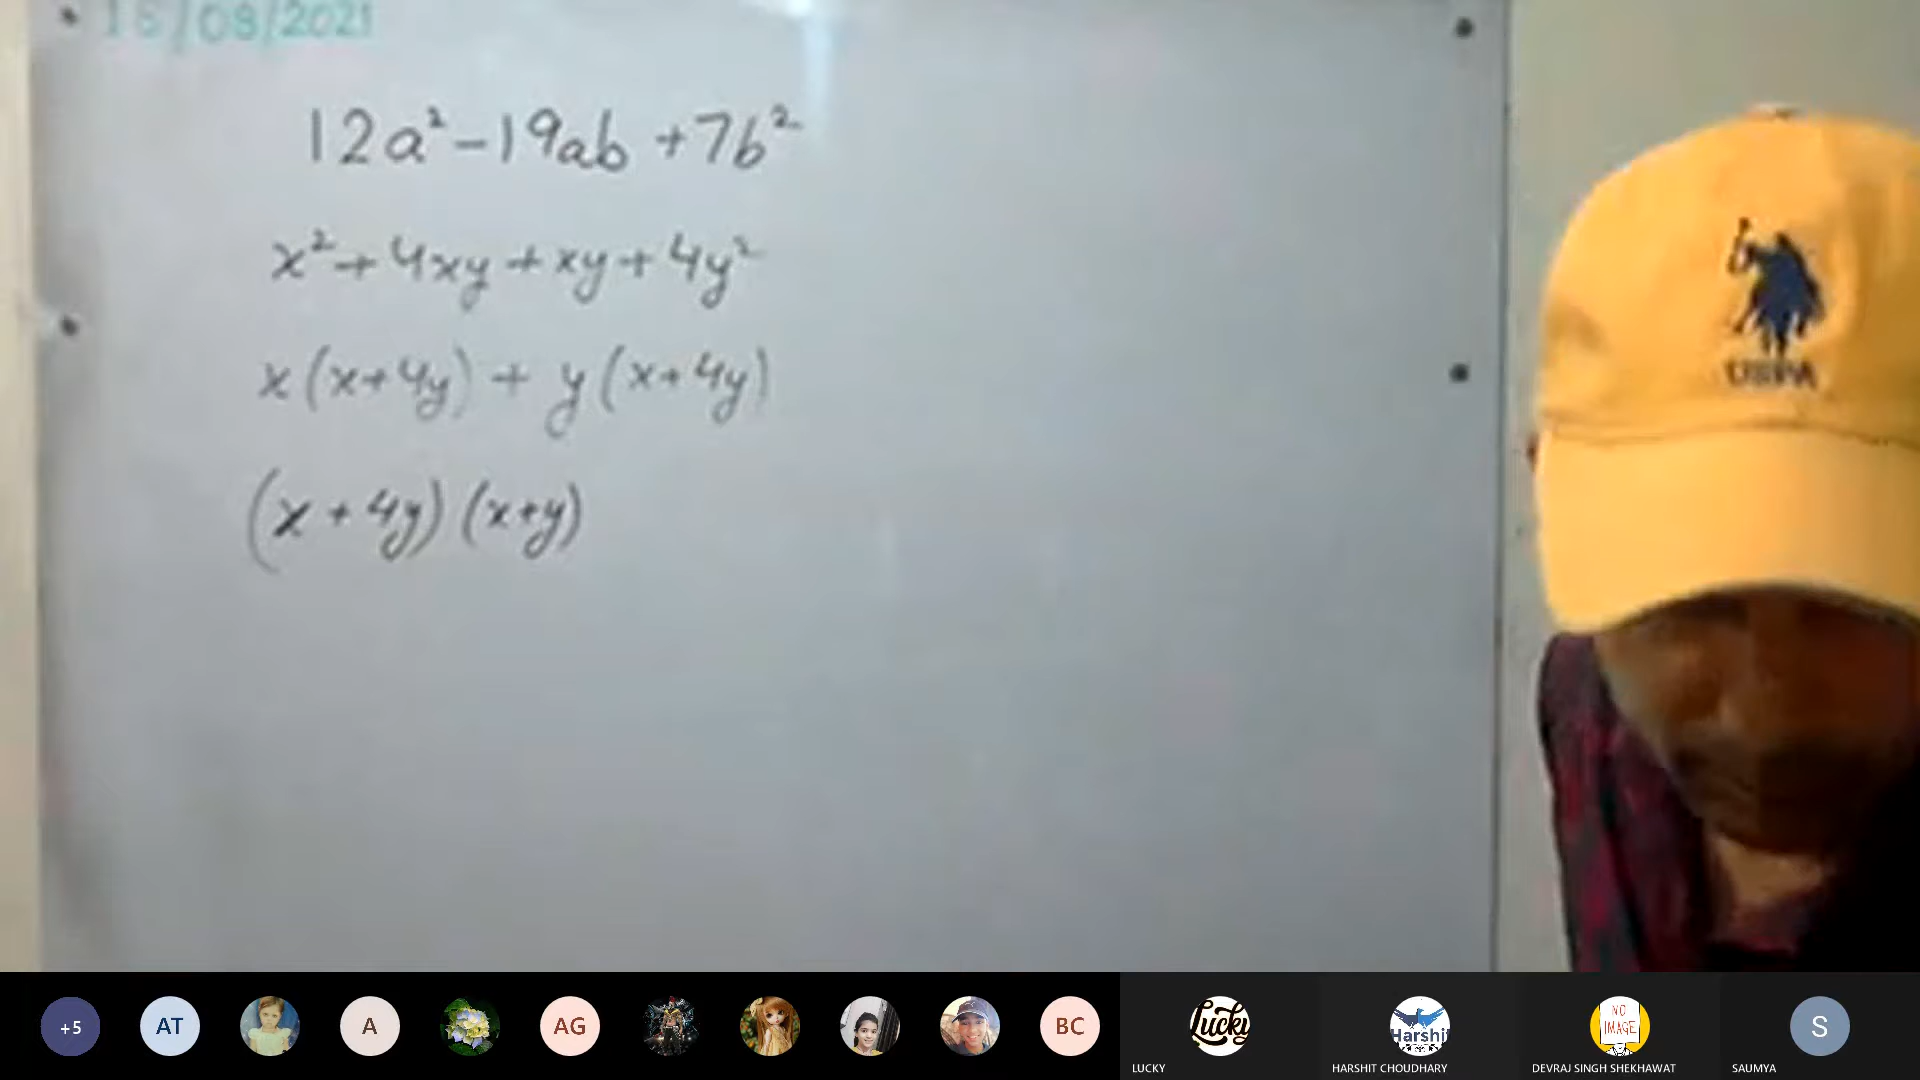 16/08/2021
12a²-19ab+7b²
x²+4xy+xy+4y²
x(x+4y)+y(x+4y)
(x+4y)(x+y)
USPA
+5
AT
A
AG
BC
Lucky
Harshit
NO
IMAGE
S
LUCKY
HARSHIT CHOUDHARY
DEVRAJ SINGH SHEKHAWAT
SAUMYA